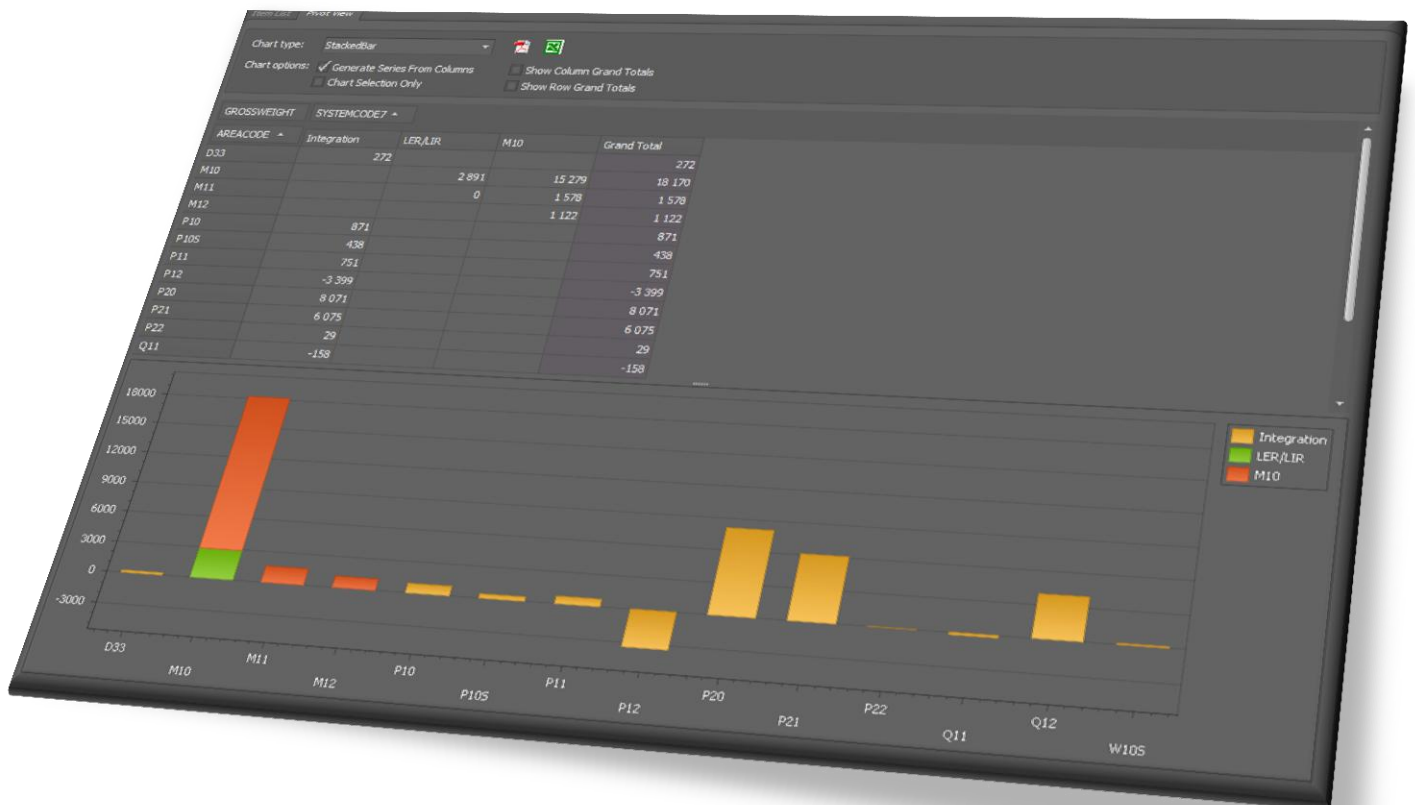 Item List Pivot View
Chart type: StackedBar
Chart options: Generate Series From Columns Show Column Grand Totals
Chart Selection Only Show Row Grand Totals
GROSSWEIGHT SYSTEMCODE7
AREACODE Integration LER/LIR M10 Grand Total
D33 272 272
M10 2 891 15 279 18 170
M11 0 1 578 1 578
M12 1 122 1 122
P10 871 871
P10S 438 438
P11 751 751
P12 -3 399 -3 399
P20 8 071 8 071
P21 6 075 6 075
P22 29 29
Q11 -158 -158
18000
15000
12000
9000
6000
3000
0
-3000
D33
M10
M11
M12
P10
P10S
P11
P12
P20
P21
P22
Q11
Q12
W10S
Integration
LER/LIR
M10